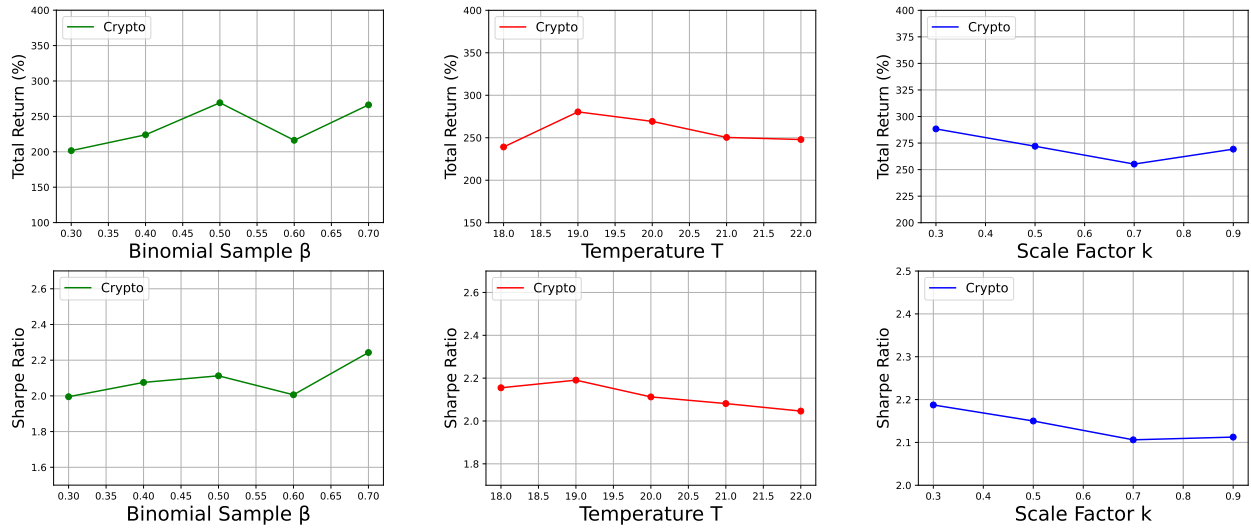 400
350
300
250
200
150
100
Total Return (%)
Crypto
0.30 0.35 0.40 0.45 0.50 0.55 0.60 0.65 0.70
Binomial Sample β
400
350
300
250
200
150
Total Return (%)
Crypto
18.0 18.5 19.0 19.5 20.0 20.5 21.0 21.5 22.0
Temperature T
400
375
350
325
300
275
250
225
200
Total Return (%)
Crypto
0.3 0.4 0.5 0.6 0.7 0.8 0.9
Scale Factor k
2.6
2.4
2.2
2.0
1.8
1.6
Sharpe Ratio
Crypto
0.30 0.35 0.40 0.45 0.50 0.55 0.60 0.65 0.70
Binomial Sample β
2.6
2.4
2.2
2.0
1.8
Sharpe Ratio
Crypto
18.0 18.5 19.0 19.5 20.0 20.5 21.0 21.5 22.0
Temperature T
2.5
2.4
2.3
2.2
2.1
2.0
Sharpe Ratio
Crypto
0.3 0.4 0.5 0.6 0.7 0.8 0.9
Scale Factor k